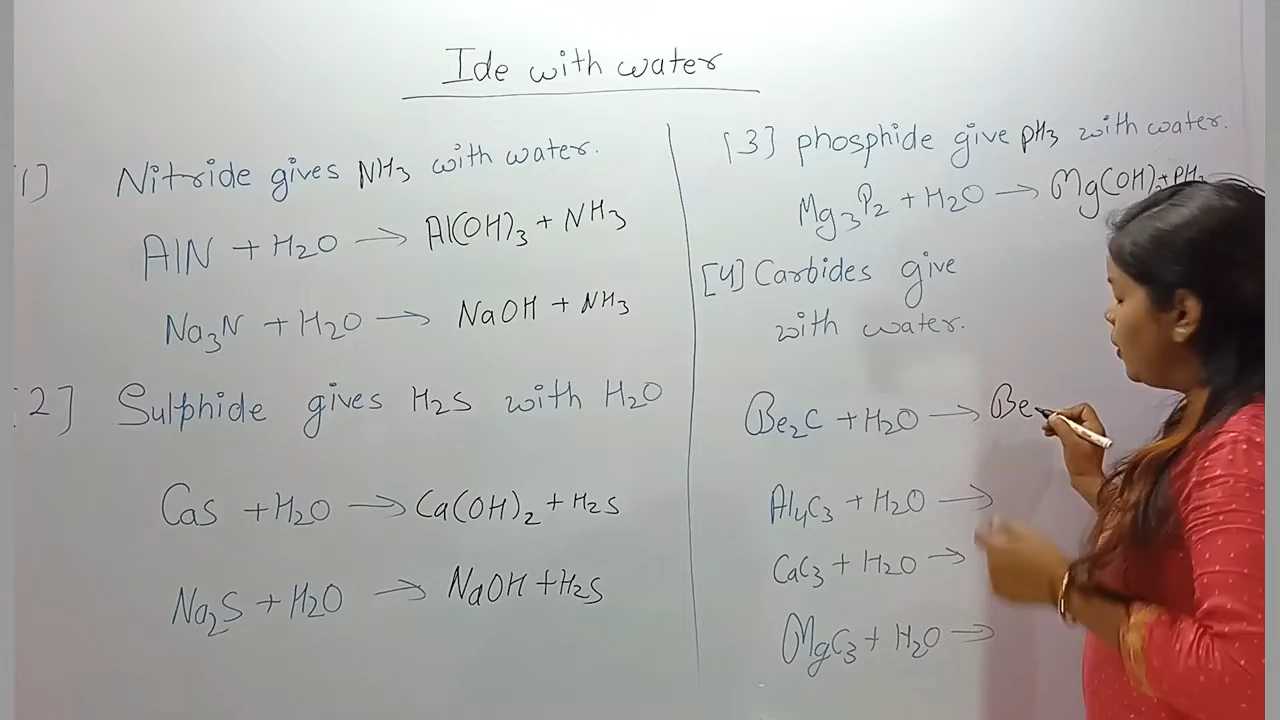 Ide with water
1] Nitride gives NH3 with water.
AlN + H2O → Al(OH)3 + NH3
Na3N + H2O → NaOH + NH3
2] Sulphide gives H2S with H2O
CaS + H2O → Ca(OH)2 + H2S
Na2S + H2O → NaOH + H2S
[3] phosphide give pH3 with water.
Mg3P2 + H2O → Mg(OH)2 + PH3
[4] Carbides give
with water.
Be2C + H2O → Be
Al4C3 + H2O →
CaC3 + H2O →
MgC3 + H2O →